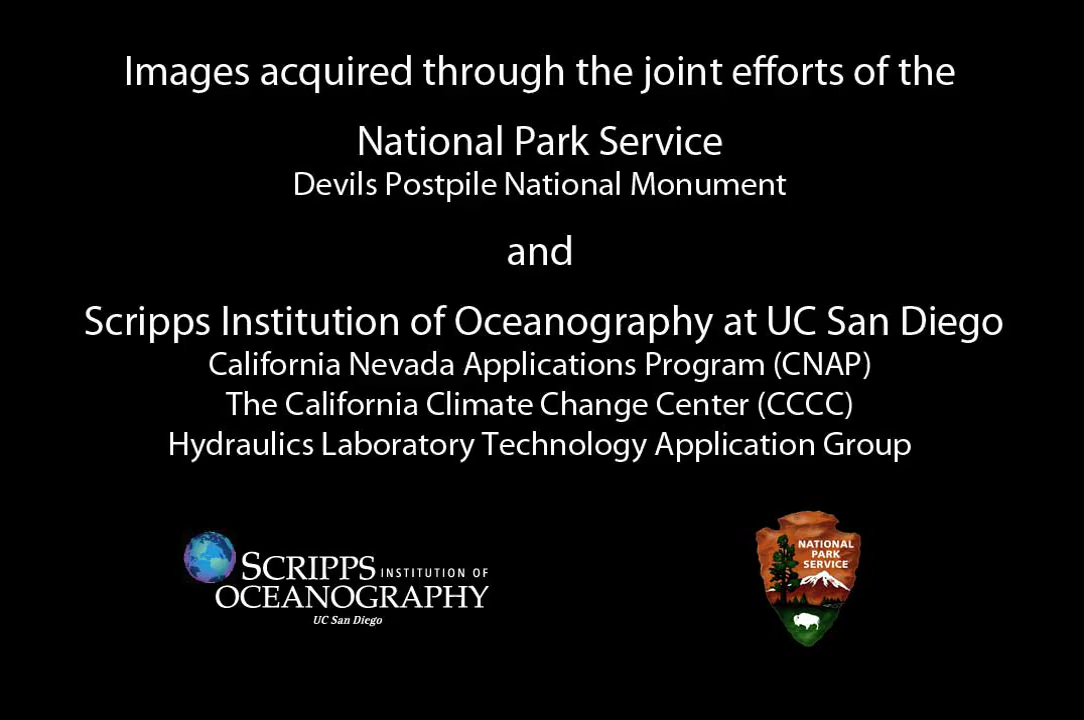 Images acquired through the joint efforts of the
National Park Service
Devils Postpile National Monument
and
Scripps Institution of Oceanography at UC San Diego
California Nevada Applications Program (CNAP)
The California Climate Change Center (CCCC)
Hydraulics Laboratory Technology Application Group
SCRIPPS INSTITUTION OF
OCEANOGRAPHY
UC San Diego
NATIONAL
PARK
SERVICE